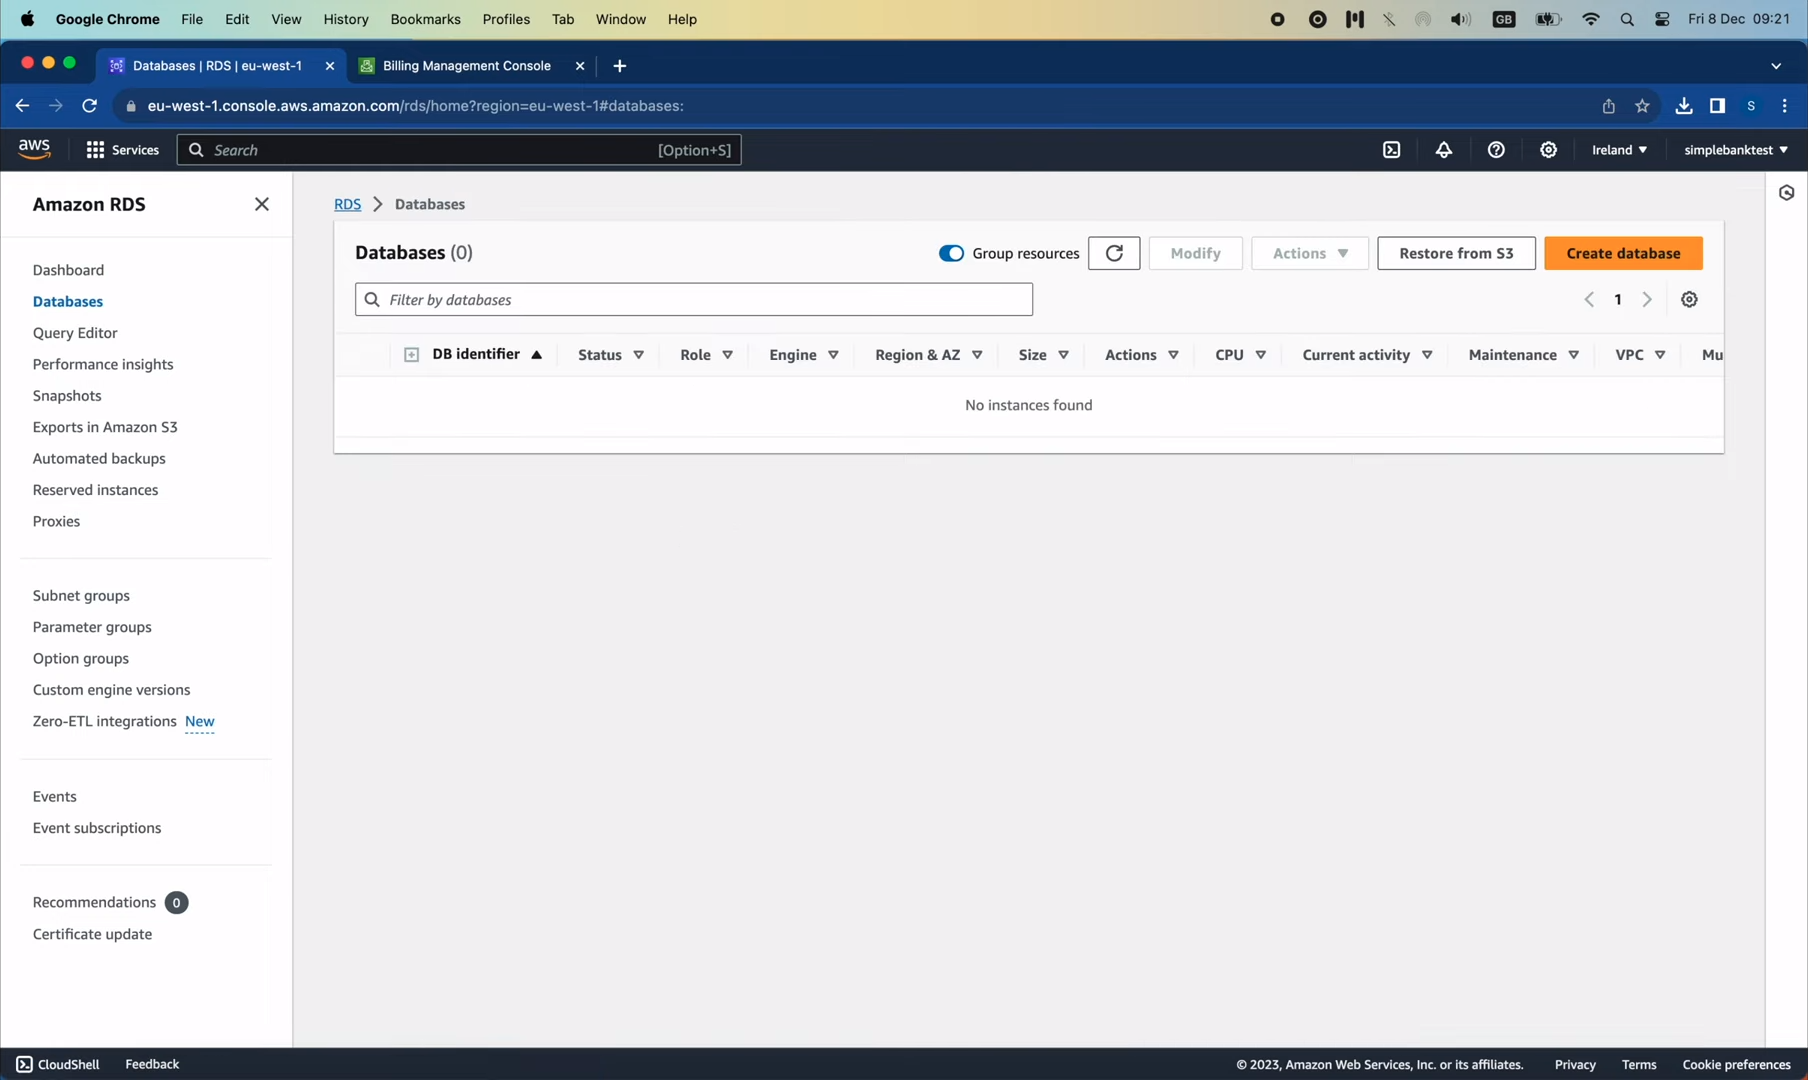 Google Chrome File Edit View History Bookmarks Profiles Tab Window Help GB Fri 8 Dec 09:21
Databases | RDS | eu-west-1 Billing Management Console
eu-west-1.console.aws.amazon.com/rds/home?region=eu-west-1#databases: S
aws Services Search [Option+S] Ireland simplebanktest
Amazon RDS
Dashboard
Databases
Query Editor
Performance insights
Snapshots
Exports in Amazon S3
Automated backups
Reserved instances
Proxies
Subnet groups
Parameter groups
Option groups
Custom engine versions
Zero-ETL integrations New
Events
Event subscriptions
Recommendations 0
Certificate update
RDS Databases
Databases (0) Group resources Modify Actions Restore from S3 Create database
Filter by databases 1
DB identifier Status Role Engine Region & AZ Size Actions CPU Current activity Maintenance VPC Mu
No instances found
CloudShell Feedback © 2023, Amazon Web Services, Inc. or its affiliates. Privacy Terms Cookie preferences